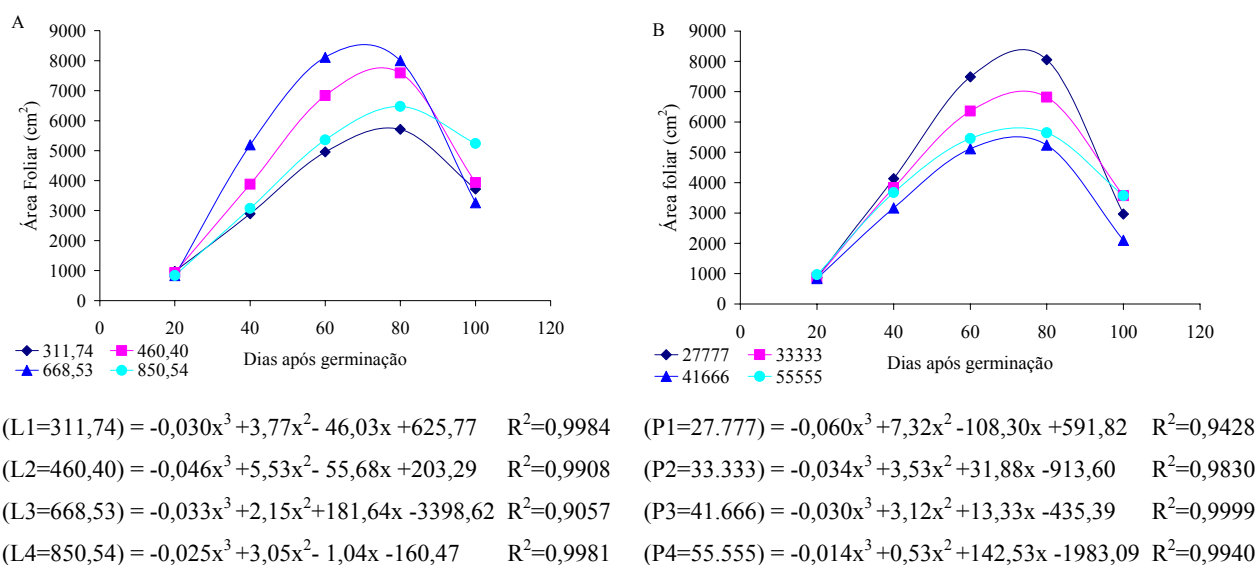 A
Área Foliar (cm²)
9000
8000
7000
6000
5000
4000
3000
2000
1000
0
0 20 40 60 80 100 120
Dias após germinação
311,74 460,40
668,53 850,54
B
Área foliar (cm²)
9000
8000
7000
6000
5000
4000
3000
2000
1000
0
0 20 40 60 80 100 120
Dias após germinação
27777 33333
41666 55555
(L1=311,74) = -0,030x³ +3,77x²- 46,03x +625,77 R²=0,9984
(L2=460,40) = -0,046x³ +5,53x²- 55,68x +203,29 R²=0,9908
(L3=668,53) = -0,033x³ +2,15x²+181,64x -3398,62 R²=0,9057
(L4=850,54) = -0,025x³ +3,05x²- 1,04x -160,47 R²=0,9981
(P1=27.777) = -0,060x³ +7,32x² -108,30x +591,82 R²=0,9428
(P2=33.333) = -0,034x³ +3,53x² +31,88x -913,60 R²=0,9830
(P3=41.666) = -0,030x³ +3,12x² +13,33x -435,39 R²=0,9999
(P4=55.555) = -0,014x³ +0,53x² +142,53x -1983,09 R²=0,9940